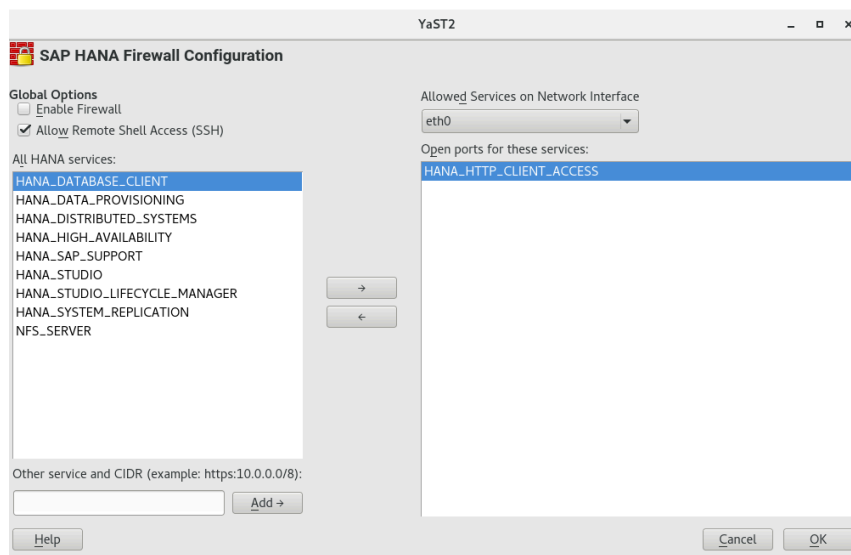 YaST2
SAP HANA Firewall Configuration
Global Options
Enable Firewall
Allow Remote Shell Access (SSH)
All HANA services:
HANA_DATABASE_CLIENT
HANA_DATA_PROVISIONING
HANA_DISTRIBUTED_SYSTEMS
HANA_HIGH_AVAILABILITY
HANA_SAP_SUPPORT
HANA_STUDIO
HANA_STUDIO_LIFECYCLE_MANAGER
HANA_SYSTEM_REPLICATION
NFS_SERVER
Other service and CIDR (example: https:10.0.0.0/8):
Add →
→
←
Allowed Services on Network Interface
eth0
Open ports for these services:
HANA_HTTP_CLIENT_ACCESS
Help
Cancel
OK